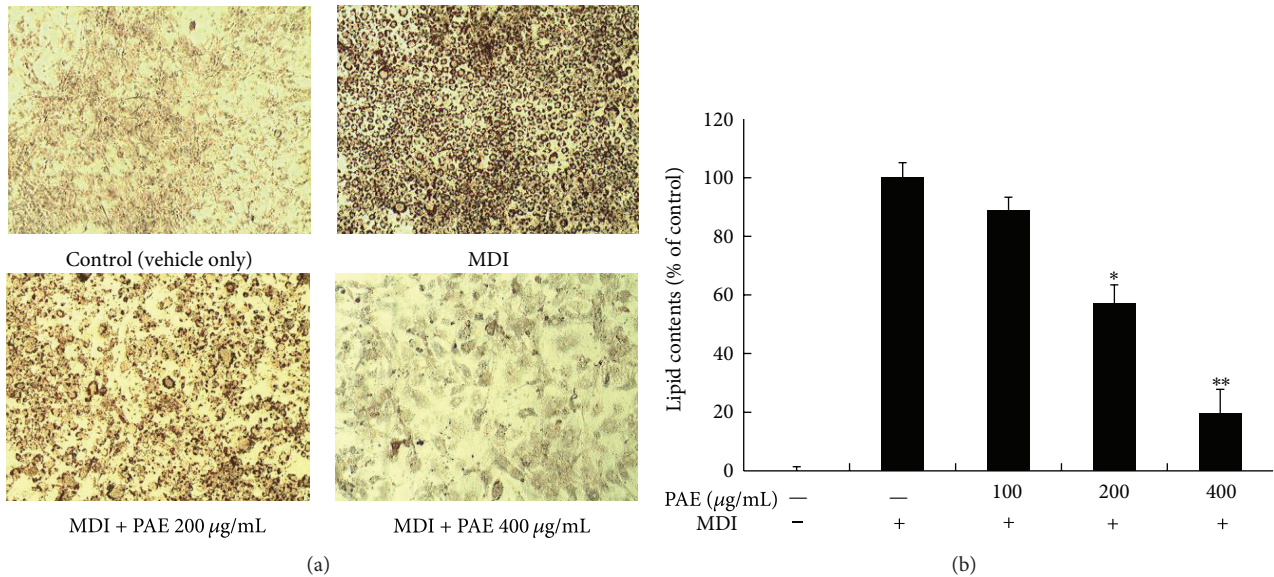 Control (vehicle only)
MDI
MDI + PAE 200 μg/mL
MDI + PAE 400 μg/mL
(a)
Lipid contents (% of control)
120
100
80
60
40
20
0
*
**
PAE (μg/mL) — — 100 200 400
MDI − + + + +
(b)